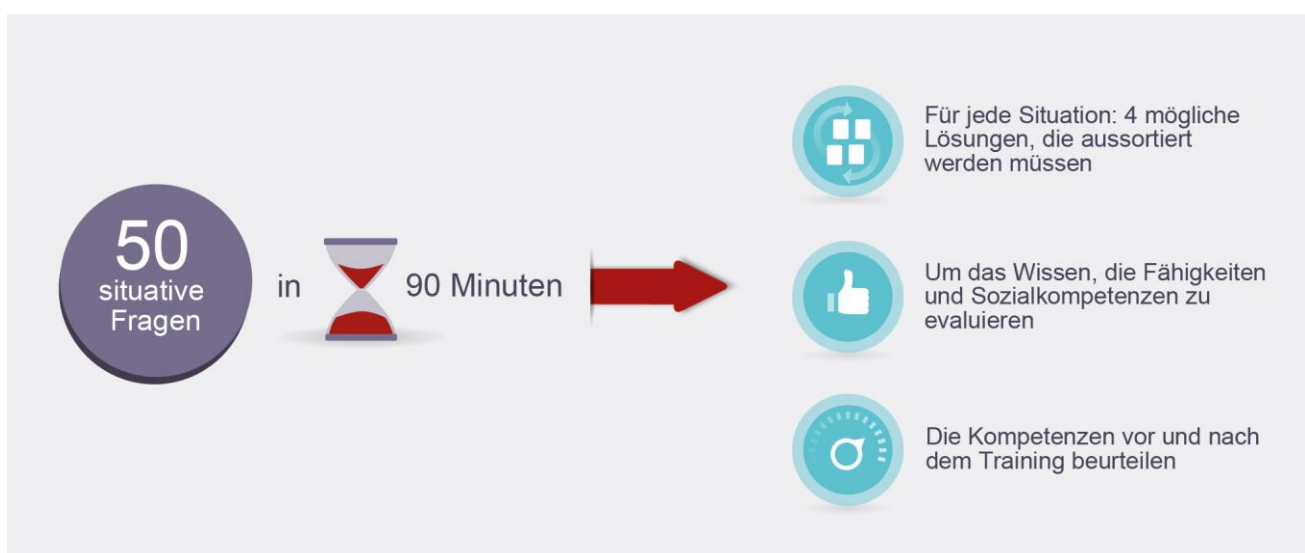 50
situative
Fragen
in
90 Minuten
Für jede Situation: 4 mögliche
Lösungen, die aussortiert
werden müssen
Um das Wissen, die Fähigkeiten
und Sozialkompetenzen zu
evaluieren
Die Kompetenzen vor und nach
dem Training beurteilen